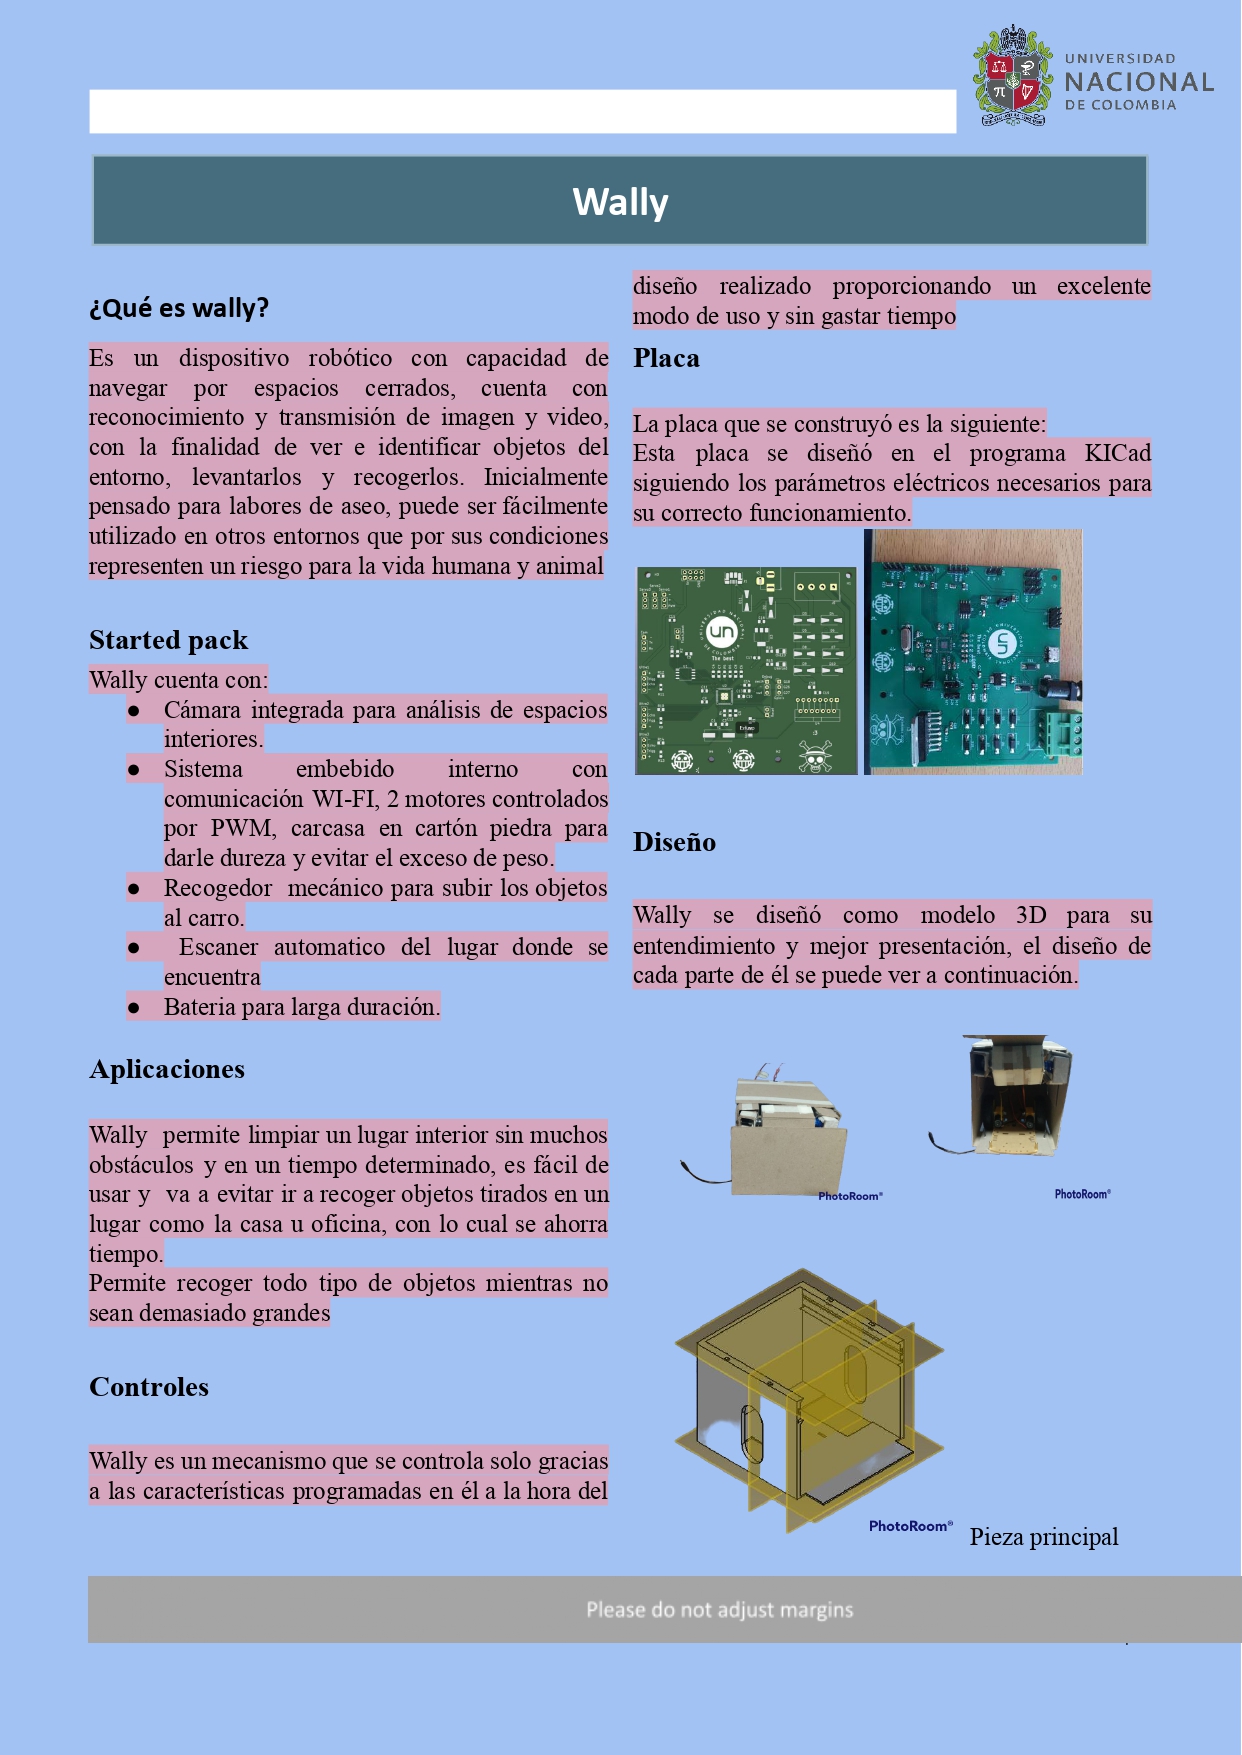 UNIVERSIDAD
NACIONAL
DE COLOMBIA
Wally
¿Qué es wally?
Es un dispositivo robótico con capacidad de
navegar por espacios cerrados, cuenta con
reconocimiento y transmisión de imagen y video,
con la finalidad de ver e identificar objetos del
entorno, levantarlos y recogerlos. Inicialmente
pensado para labores de aseo, puede ser fácilmente
utilizado en otros entornos que por sus condiciones
representen un riesgo para la vida humana y animal
Started pack
Wally cuenta con:
● Cámara integrada para análisis de espacios
interiores.
● Sistema embebido interno con
comunicación WI-FI, 2 motores controlados
por PWM, carcasa en cartón piedra para
darle dureza y evitar el exceso de peso.
● Recogedor mecánico para subir los objetos
al carro.
● Escaner automatico del lugar donde se
encuentra
● Bateria para larga duración.
Aplicaciones
Wally permite limpiar un lugar interior sin muchos
obstáculos y en un tiempo determinado, es fácil de
usar y va a evitar ir a recoger objetos tirados en un
lugar como la casa u oficina, con lo cual se ahorra
tiempo.
Permite recoger todo tipo de objetos mientras no
sean demasiado grandes
Controles
Wally es un mecanismo que se controla solo gracias
a las características programadas en él a la hora del
diseño realizado proporcionando un excelente
modo de uso y sin gastar tiempo
Placa
La placa que se construyó es la siguiente:
Esta placa se diseñó en el programa KICad
siguiendo los parámetros eléctricos necesarios para
su correcto funcionamiento.
UNIVERSIDAD NACIONAL
DE COLOMBIA
un
The best
un
Diseño
Wally se diseñó como modelo 3D para su
entendimiento y mejor presentación, el diseño de
cada parte de él se puede ver a continuación.
PhotoRoom®
PhotoRoom®
PhotoRoom®
Pieza principal
Please do not adjust margins